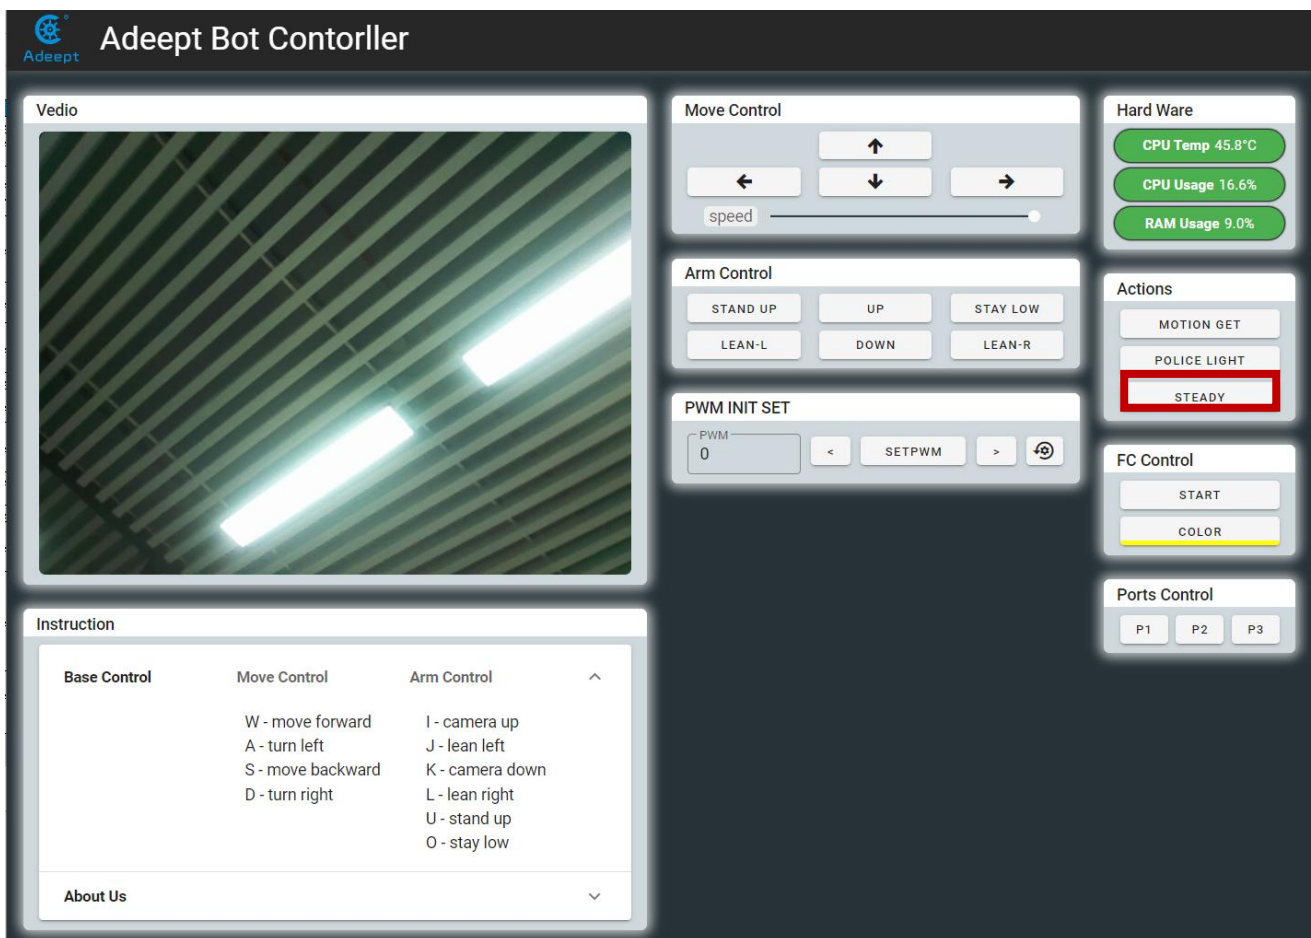 Adeept
Adeept Bot Contorller
Vedio
Move Control
speed
Arm Control
STAND UP UP STAY LOW
LEAN-L DOWN LEAN-R
PWM INIT SET
PWM
0 < SETPWM >
Hard Ware
CPU Temp 45.8°C
CPU Usage 16.6%
RAM Usage 9.0%
Actions
MOTION GET
POLICE LIGHT
STEADY
FC Control
START
COLOR
Ports Control
P1 P2 P3
Instruction
Base Control Move Control Arm Control
W - move forward I - camera up
A - turn left J - lean left
S - move backward K - camera down
D - turn right L - lean right
U - stand up
O - stay low
About Us